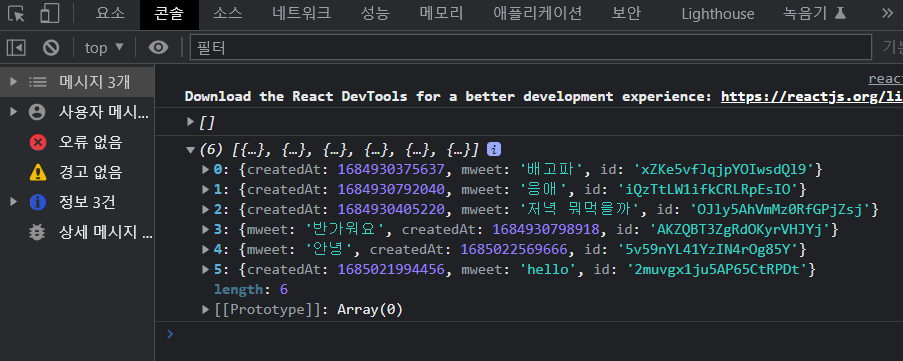 요소 콘솔 소스 네트워크 성능 메모리 애플리케이션 보안 Lighthouse 녹음기
top 필터
메시지 3개
사용자 메시...
오류 없음
경고 없음
정보 3건
상세 메시지 ...
Download the React DevTools for a better development experience: https://reactjs.org/li
[]
(6) [{…}, {…}, {…}, {…}, {…}, {…}]
0: {createdAt: 1684930375637, mweet: '배고파', id: 'xZKe5vfJqjpYOIwsdQl9'}
1: {createdAt: 1684930792040, mweet: '응애', id: 'iQzTtLW1ifkCRLRpEsIO'}
2: {createdAt: 1684930405220, mweet: '저녁 뭐먹을까', id: 'OJly5AhVmMz0RfGPjZsj'}
3: {mweet: '반가워요', createdAt: 1684930798918, id: 'AKZQBT3ZgRdOKyrVHJYj'}
4: {mweet: '안녕', createdAt: 1685022569666, id: '5v59nYL41YzIN4rOg85Y'}
5: {createdAt: 1685021994456, mweet: 'hello', id: '2muvgx1ju5AP65CtRPDt'}
length: 6
[[Prototype]]: Array(0)